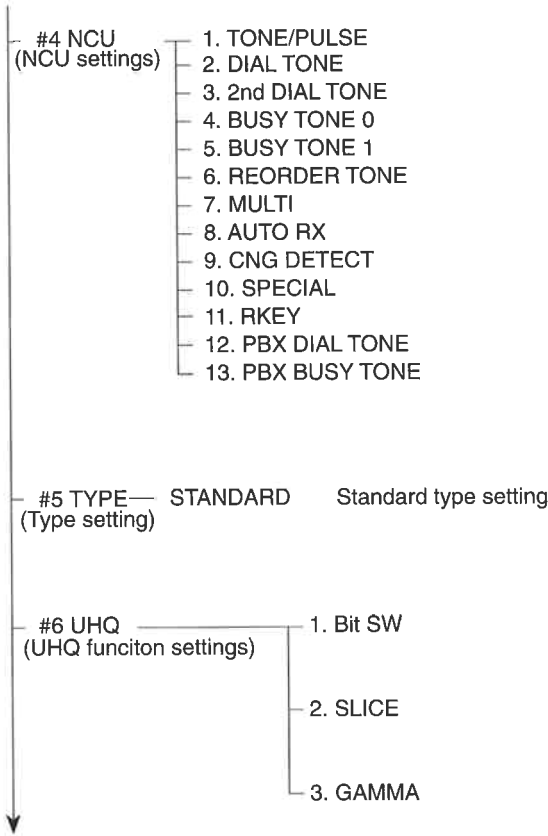 #4 NCU
(NCU settings)
1. TONE/PULSE
2. DIAL TONE
3. 2nd DIAL TONE
4. BUSY TONE 0
5. BUSY TONE 1
6. REORDER TONE
7. MULTI
8. AUTO RX
9. CNG DETECT
10. SPECIAL
11. RKEY
12. PBX DIAL TONE
13. PBX BUSY TONE
#5 TYPE STANDARD Standard type setting
(Type setting)
#6 UHQ
(UHQ funciton settings)
1. Bit SW
2. SLICE
3. GAMMA